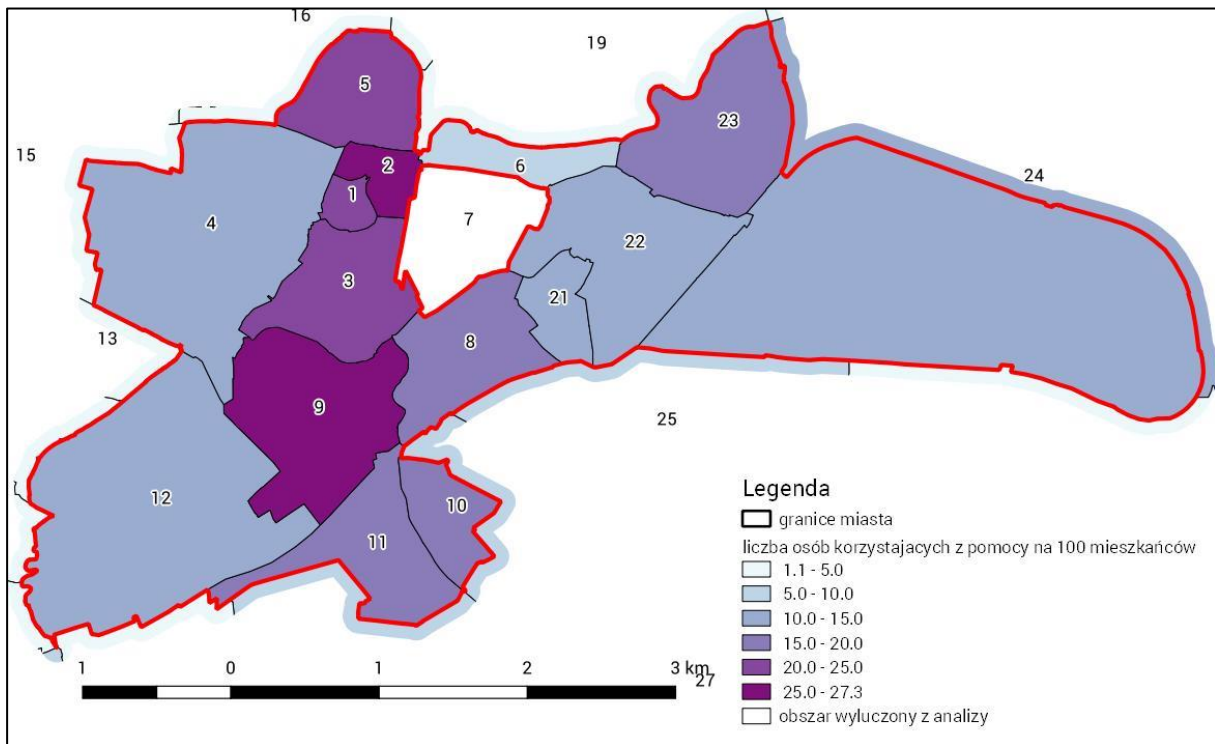 16
19
5
23
15
2
6
24
1
7
4
22
3
21
13
8
9
25
12
10
11
Legenda
granice miasta
liczba osób korzystajacych z pomocy na 100 mieszkańców
1.1 - 5.0
5.0 - 10.0
10.0 - 15.0
15.0 - 20.0
20.0 - 25.0
25.0 - 27.3
obszar wyluczony z analizy
1 0 1 2 3 km
27